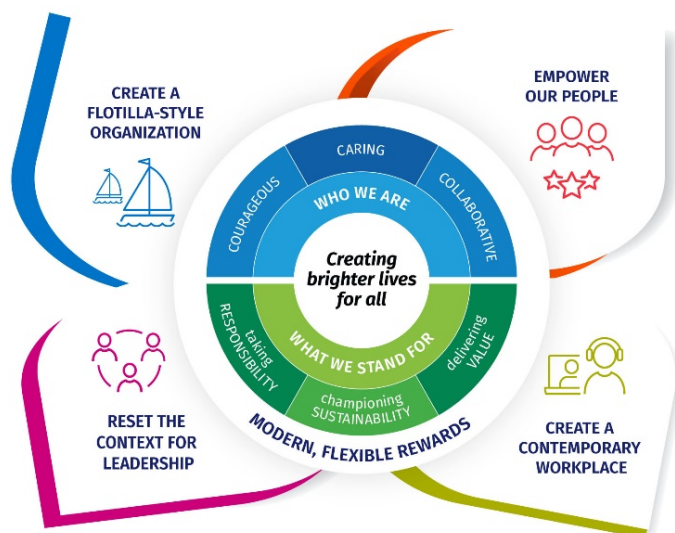 CREATE A
FLOTILLA-STYLE
ORGANIZATION
EMPOWER
OUR PEOPLE
CARING
COURAGEOUS
COLLABORATIVE
WHO WE ARE
Creating
brighter lives
for all
WHAT WE STAND FOR
taking
RESPONSIBILITY
championing
SUSTAINABILITY
delivering
VALUE
MODERN, FLEXIBLE REWARDS
RESET THE
CONTEXT FOR
LEADERSHIP
CREATE A
CONTEMPORARY
WORKPLACE